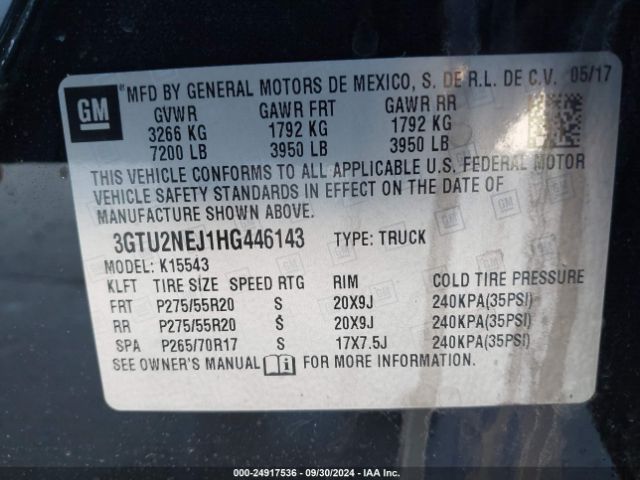 GM
® MFD BY GENERAL MOTORS DE MEXICO, S. DE R.L. DE C.V. 05/17
GVWR GAWR FRT GAWR RR
3266 KG 1792 KG 1792 KG
7200 LB 3950 LB 3950 LB
THIS VEHICLE CONFORMS TO ALL APPLICABLE U.S. FEDERAL MOTOR
VEHICLE SAFETY STANDARDS IN EFFECT ON THE DATE OF
MANUFACTURE SHOWN ABOVE.
3GTU2NEJ1HG446143 TYPE: TRUCK
MODEL: K15543
KLFT TIRE SIZE SPEED RTG RIM COLD TIRE PRESSURE
FRT P275/55R20 S 20X9J 240KPA(35PSI)
RR P275/55R20 S 20X9J 240KPA(35PSI)
SPA P265/70R17 S 17X7.5J 240KPA(35PSI)
SEE OWNER'S MANUAL FOR MORE INFORMATION.
000-24917536 - 09/30/2024 - IAA Inc.